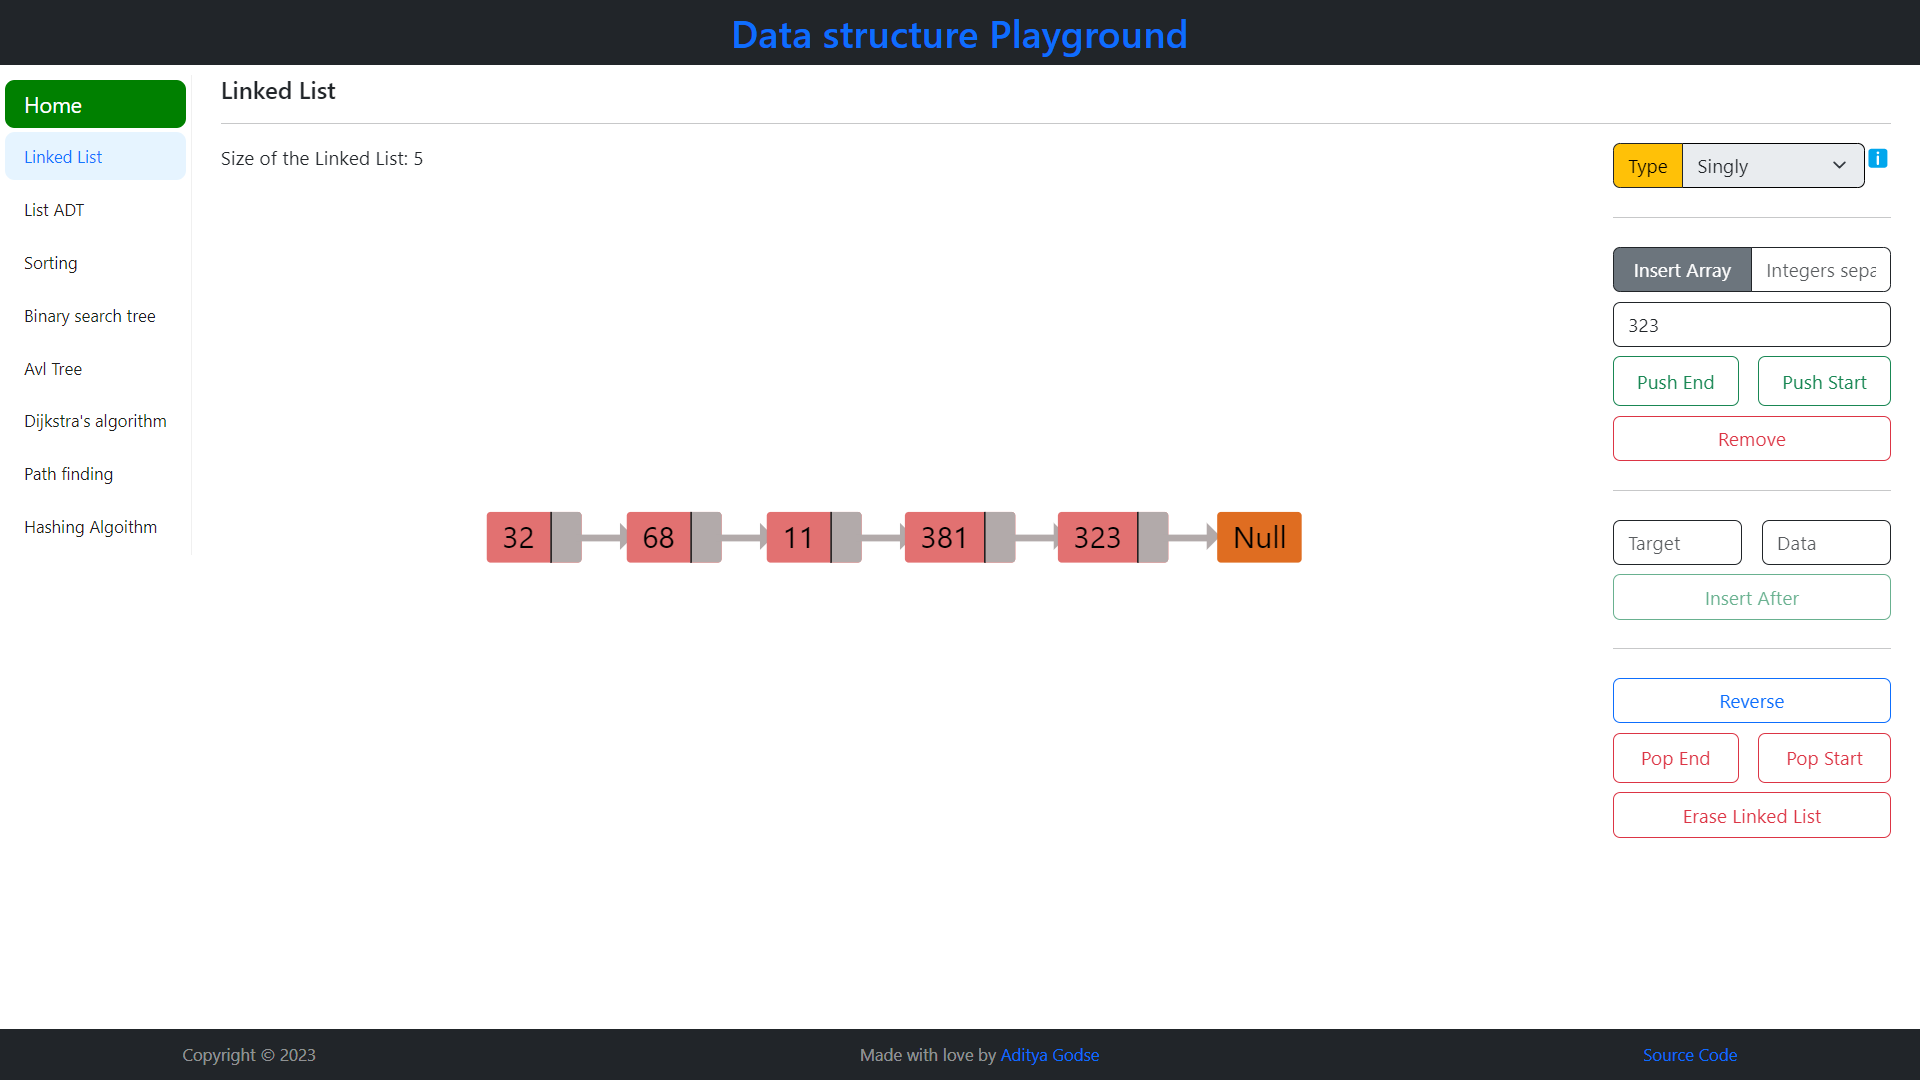 Data structure Playground
Home
Linked List
List ADT
Sorting
Binary search tree
Avl Tree
Dijkstra's algorithm
Path finding
Hashing Algoithm
Linked List
Size of the Linked List: 5
32
68
11
381
323
Null
Type
Singly
i
Insert Array
Integers sepa
323
Push End
Push Start
Remove
Target
Data
Insert After
Reverse
Pop End
Pop Start
Erase Linked List
Copyright © 2023
Made with love by Aditya Godse
Source Code